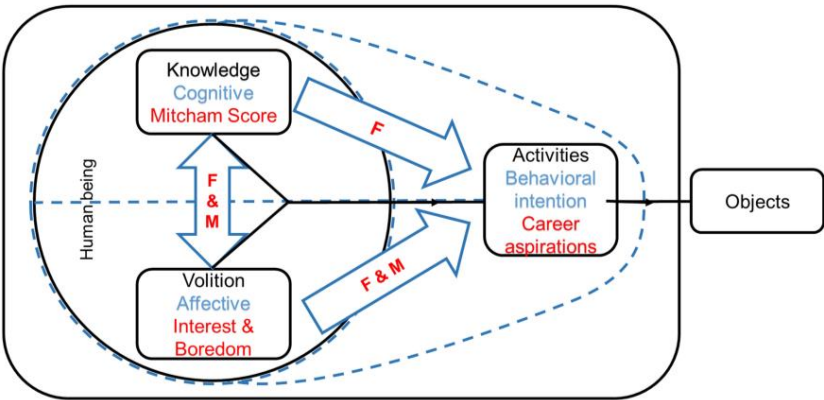 Knowledge
Cognitive
Mitcham Score
F
Human being
F
&
M
Activities
Behavioral
intention
Career
aspirations
Objects
F & M
Volition
Affective
Interest &
Boredom